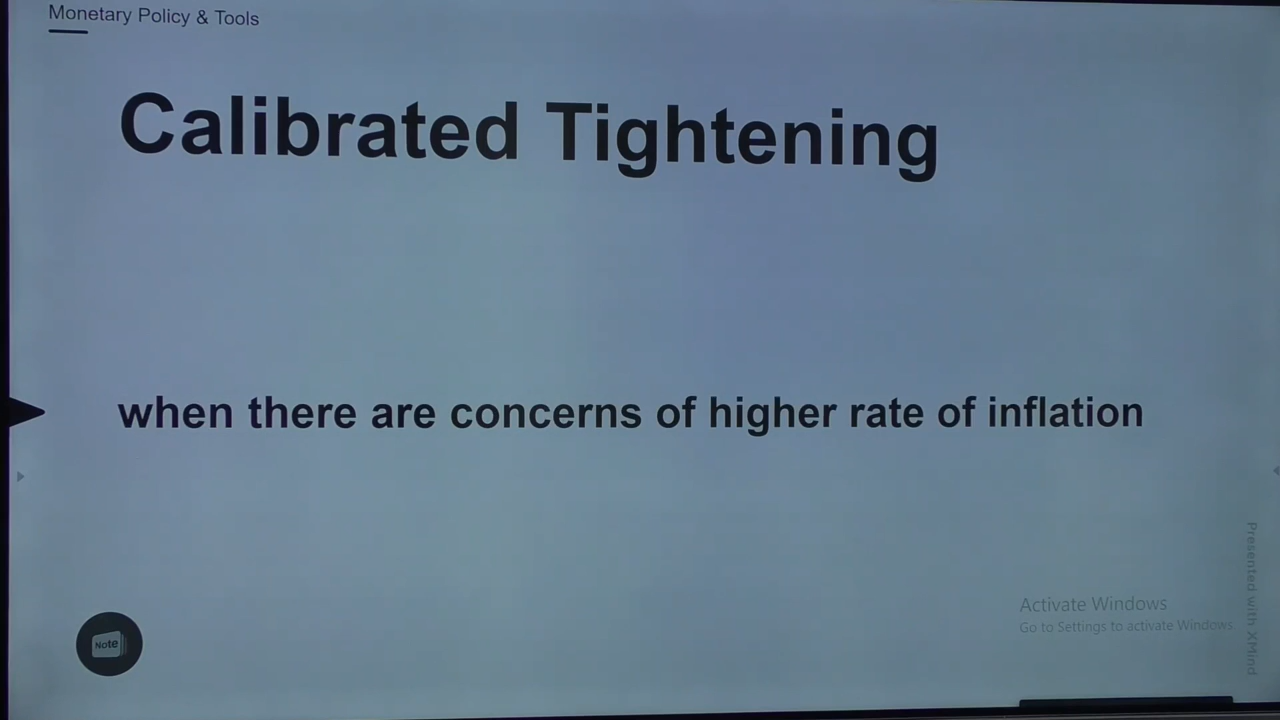 Monetary Policy & Tools
Calibrated Tightening
when there are concerns of higher rate of inflation
Note
Activate Windows
Go to Settings to activate Windows.
Presented with XMind